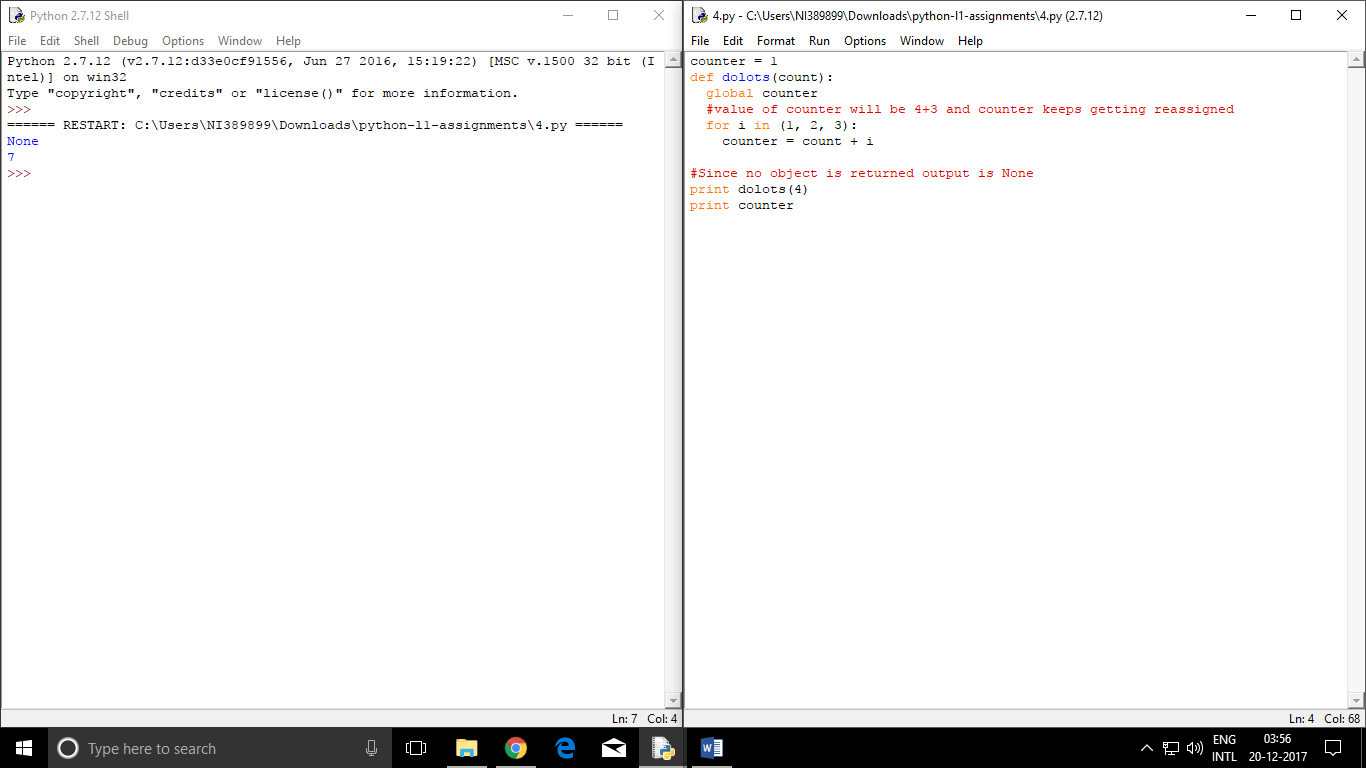 Python 2.7.12 Shell
File Edit Shell Debug Options Window Help
Python 2.7.12 (v2.7.12:d33e0cf91556, Jun 27 2016, 15:19:22) [MSC v.1500 32 bit (I
ntel)] on win32
Type "copyright", "credits" or "license()" for more information.
>>>
====== RESTART: C:\Users\NI389899\Downloads\python-l1-assignments\4.py ======
None
7
>>>
Ln: 7 Col: 4
4.py - C:\Users\NI389899\Downloads\python-l1-assignments\4.py (2.7.12)
File Edit Format Run Options Window Help
counter = 1
def dolots(count):
  global counter
  #value of counter will be 4+3 and counter keeps getting reassigned
  for i in (1, 2, 3):
    counter = count + i
#Since no object is returned output is None
print dolots(4)
print counter
Ln: 4 Col: 68
Type here to search
ENG
INTL
03:56
20-12-2017